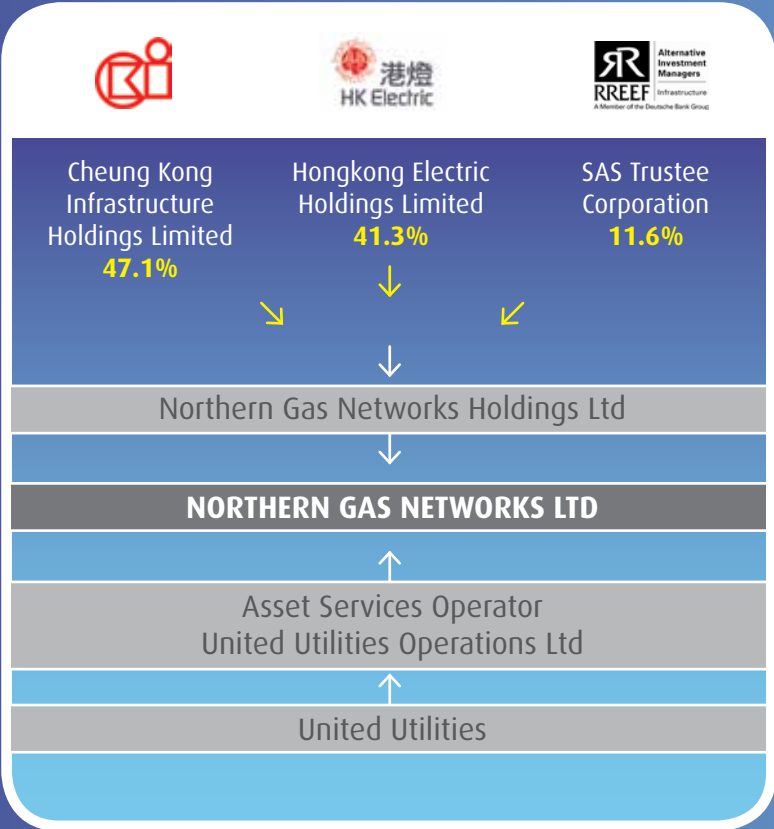 CKi
港燈
HK Electric
RR
RREEF
Alternative
Investment
Managers
Infrastructure
A Member of the Deutsche Bank Group
Cheung Kong
Infrastructure
Holdings Limited
47.1%
Hongkong Electric
Holdings Limited
41.3%
SAS Trustee
Corporation
11.6%
Northern Gas Networks Holdings Ltd
NORTHERN GAS NETWORKS LTD
Asset Services Operator
United Utilities Operations Ltd
United Utilities